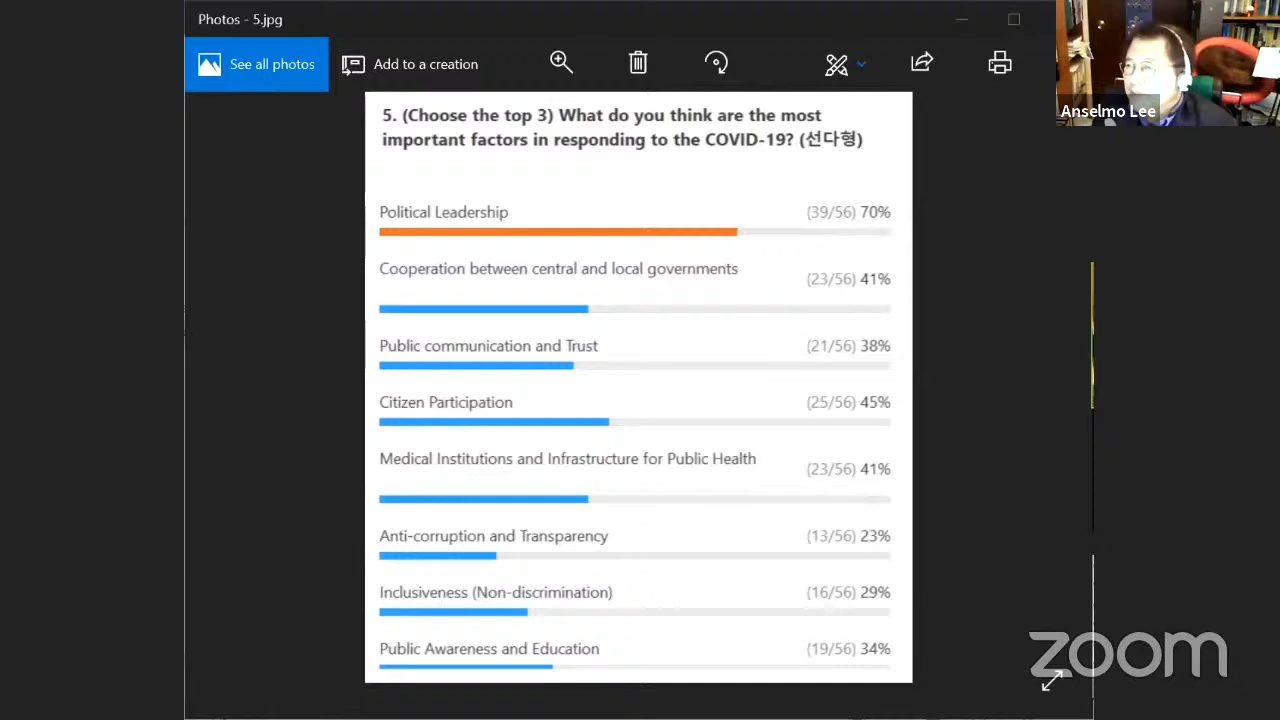 Photos - 5.jpg
See all photos
Add to a creation
Anselmo Lee
5. (Choose the top 3) What do you think are the most
important factors in responding to the COVID-19? (선다형)
Political Leadership (39/56) 70%
Cooperation between central and local governments (23/56) 41%
Public communication and Trust (21/56) 38%
Citizen Participation (25/56) 45%
Medical Institutions and Infrastructure for Public Health (23/56) 41%
Anti-corruption and Transparency (13/56) 23%
Inclusiveness (Non-discrimination) (16/56) 29%
Public Awareness and Education (19/56) 34%
zoom